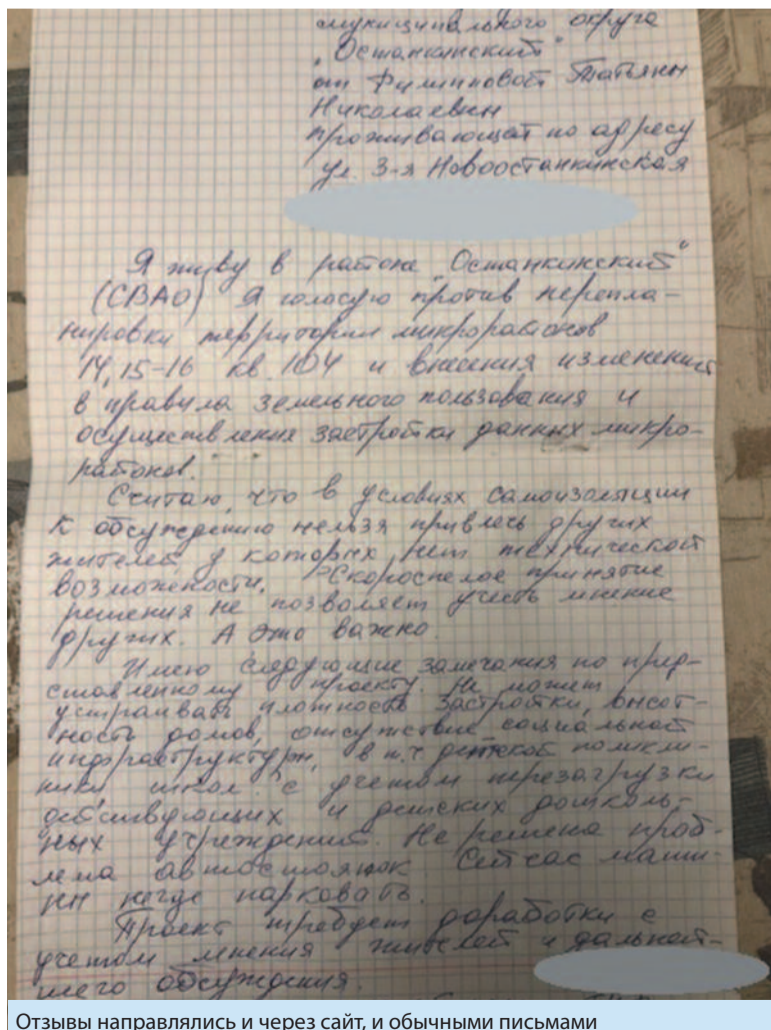 муниципального округа
"Останкинский"
от Филипповой Татьяны
Николаевны
проживающей по адресу
ул. 3-я Новоостанкинская
Я живу в районе "Останкинский"
(СВАО) Я голосую против перепла-
нировки территории микрорайонов
14, 15-16 кв. 104 и внесения изменений
в правила земельного пользования и
осуществления застройки данных микро-
районов.
Считаю, что в условиях самоизоляции
к обсуждению нельзя привлечь других
жителей у которых нет технической
возможности. Скороспелое принятие
решения не позволяет учесть мнение
других. А это важно.
Имею следующие замечания по пред-
ставленному проекту. Не может
устраивать плотность застройки, высот-
ность домов, отсутствие социальной
инфраструктуры, в т.ч. детской поликли-
ники школ с учетом перезагрузки
действующих и детских дошколь-
ных учреждений. Не решена проб-
лема автостоянок Сейчас маши-
ны негде парковать.
Проект требует доработки с
учетом мнения жителей и дальней-
шего обсуждения.
Отзывы направлялись и через сайт, и обычными письмами